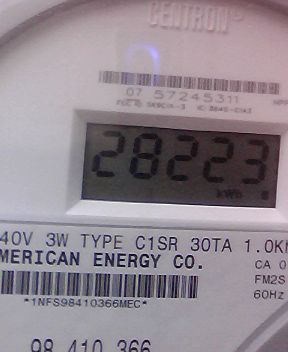 CENTRON
07 57245311
28223
kWh
40V 3W TYPE C1SR 30TA 1.0K
MERICAN ENERGY CO.
CA 0
FM2S
60Hz
*1NFS98410366MEC*
98 410 366